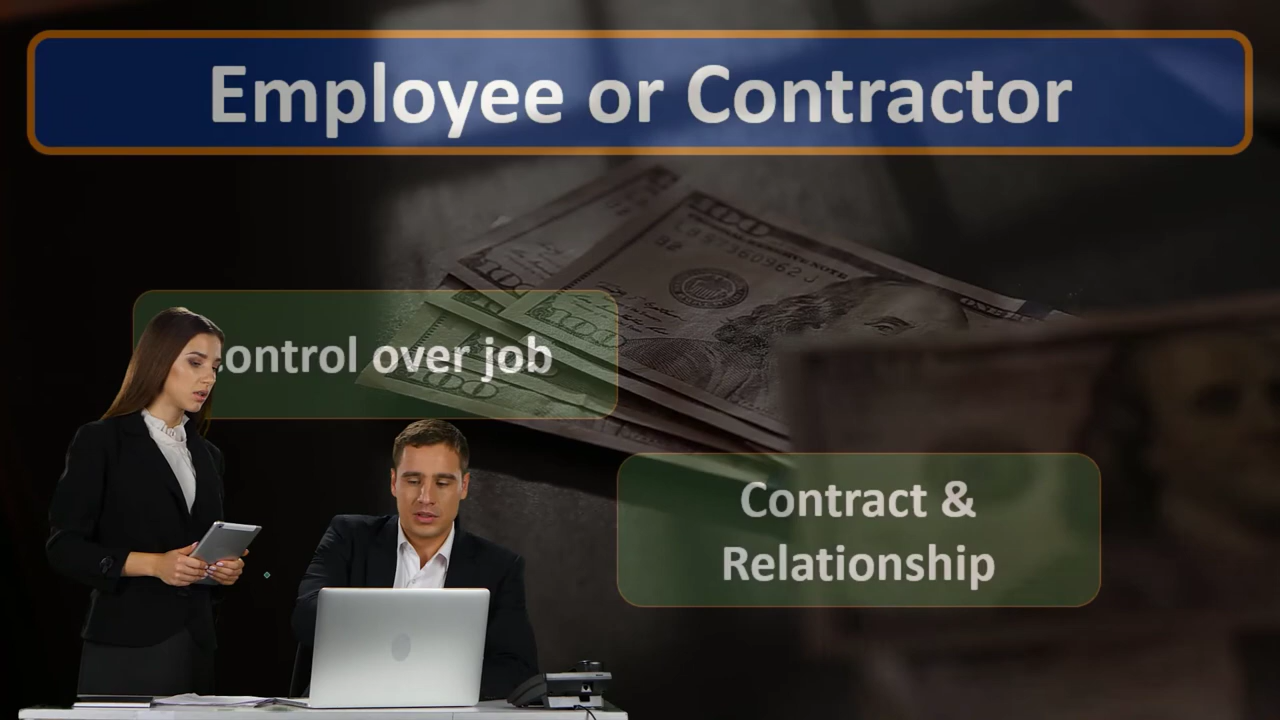 Employee or Contractor
ontrol over job
Contract &
Relationship